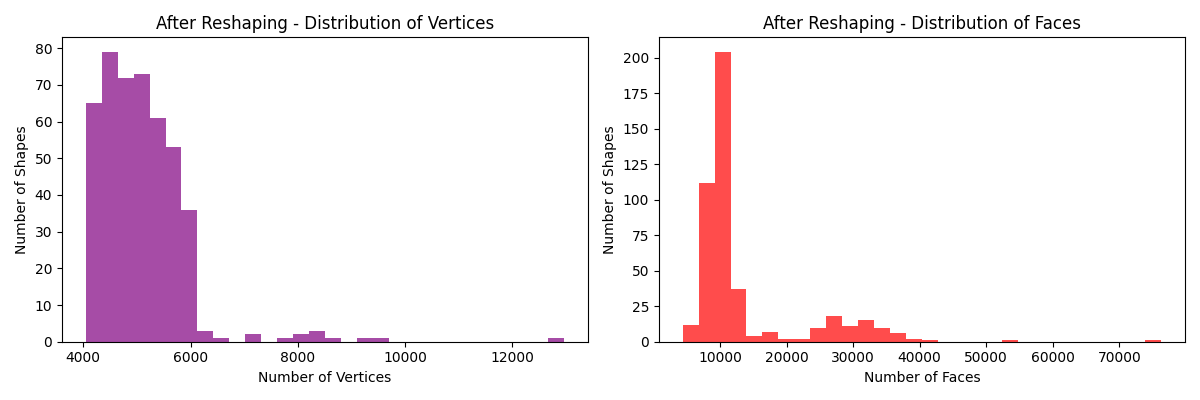 After Reshaping - Distribution of Vertices
Number of Shapes
80
70
60
50
40
30
20
10
0
4000 6000 8000 10000 12000
Number of Vertices
After Reshaping - Distribution of Faces
Number of Shapes
200
175
150
125
100
75
50
25
0
10000 20000 30000 40000 50000 60000 70000
Number of Faces